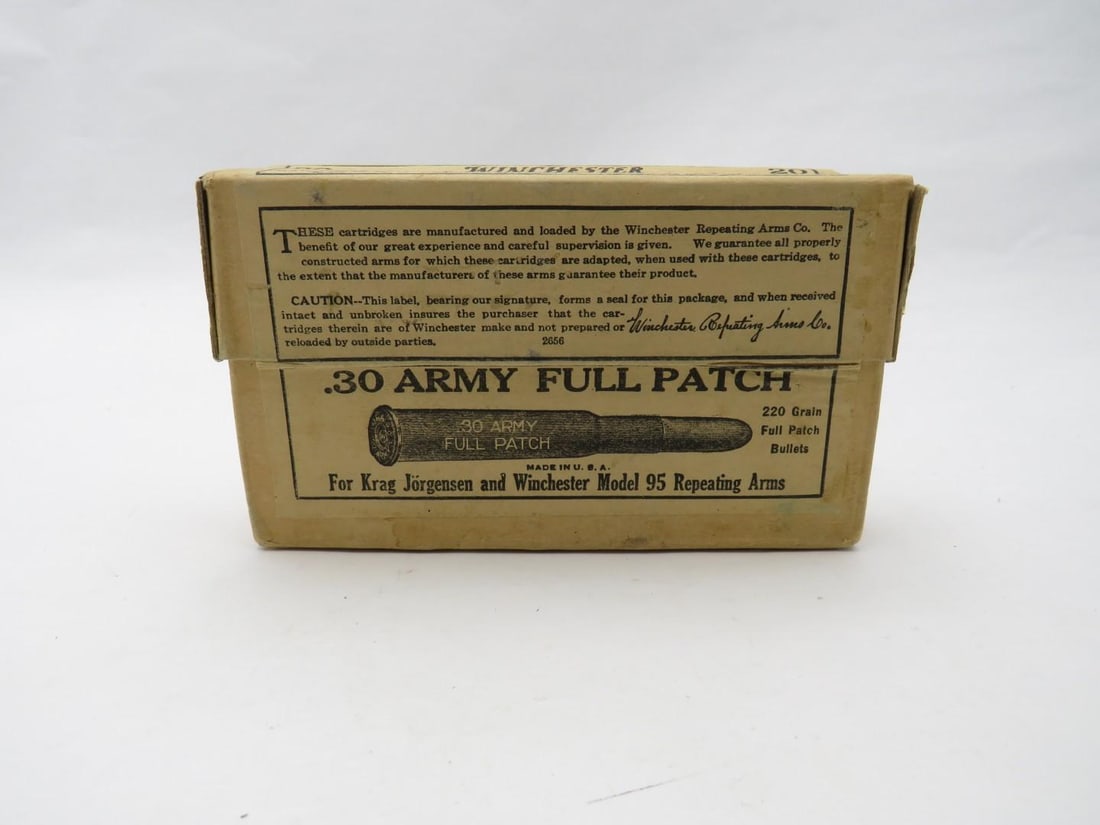 WINCHESTER 201
THESE cartridges are manufactured and loaded by the Winchester Repeating Arms Co. The
benefit of our great experience and careful supervision is given. We guarantee all properly
constructed arms for which these cartridges are adapted, when used with these cartridges, to
the extent that the manufacturers of these arms guarantee their product.
CAUTION--This label, bearing our signature, forms a seal for this package, and when received
intact and unbroken insures the purchaser that the car-
tridges therein are of Winchester make and not prepared or Winchester Repeating Arms Co.
reloaded by outside parties. 2656
.30 ARMY FULL PATCH
.30 ARMY
FULL PATCH
220 Grain
Full Patch
Bullets
MADE IN U. S. A.
For Krag Jörgensen and Winchester Model 95 Repeating Arms